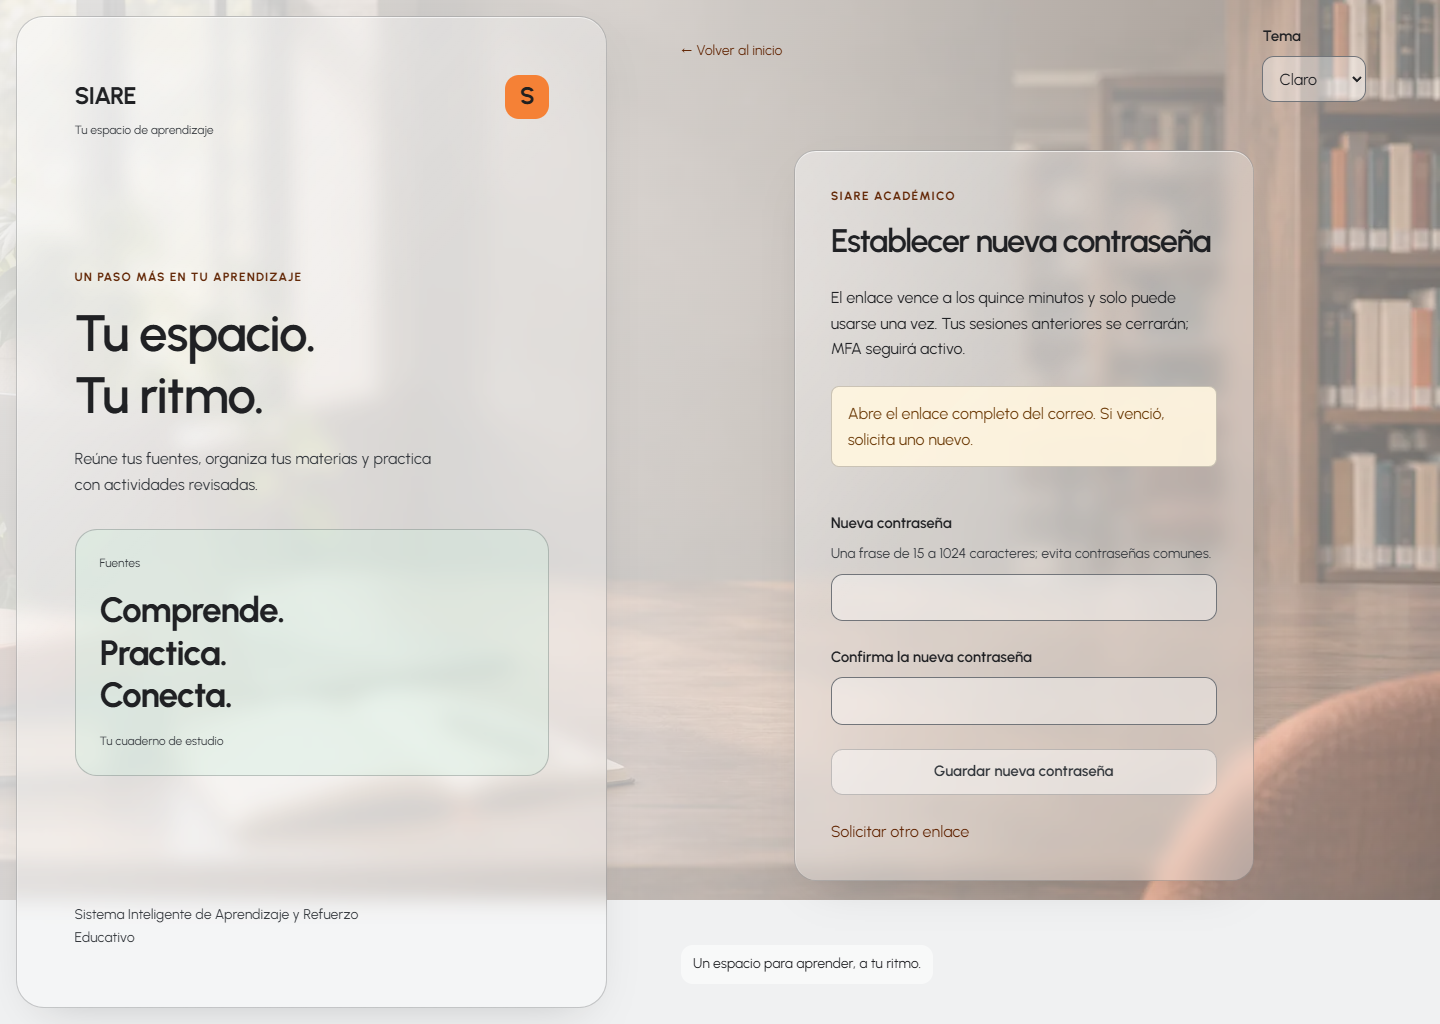 SIARE
S
Tu espacio de aprendizaje
UN PASO MÁS EN TU APRENDIZAJE
Tu espacio.
Tu ritmo.
Reúne tus fuentes, organiza tus materias y practica
con actividades revisadas.
Fuentes
Comprende.
Practica.
Conecta.
Tu cuaderno de estudio
Sistema Inteligente de Aprendizaje y Refuerzo
Educativo
← Volver al inicio
Tema
Claro
SIARE ACADÉMICO
Establecer nueva contraseña
El enlace vence a los quince minutos y solo puede
usarse una vez. Tus sesiones anteriores se cerrarán;
MFA seguirá activo.
Abre el enlace completo del correo. Si venció,
solicita uno nuevo.
Nueva contraseña
Una frase de 15 a 1024 caracteres; evita contraseñas comunes.
Confirma la nueva contraseña
Guardar nueva contraseña
Solicitar otro enlace
Un espacio para aprender, a tu ritmo.